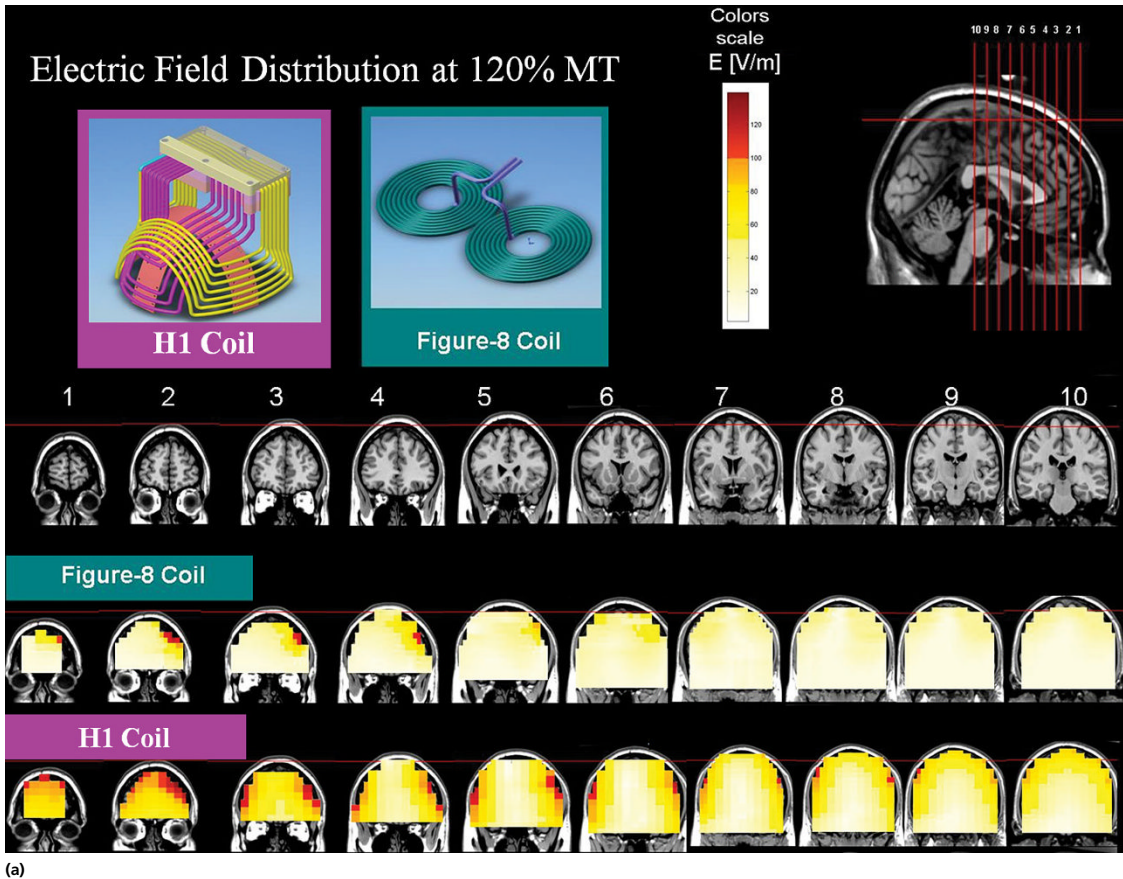 Electric Field Distribution at 120% MT
H1 Coil
Figure-8 Coil
Colors
scale
E [V/m]
120
100
80
60
40
20
10 9 8 7 6 5 4 3 2 1
1 2 3 4 5 6 7 8 9 10
Figure-8 Coil
H1 Coil
(a)